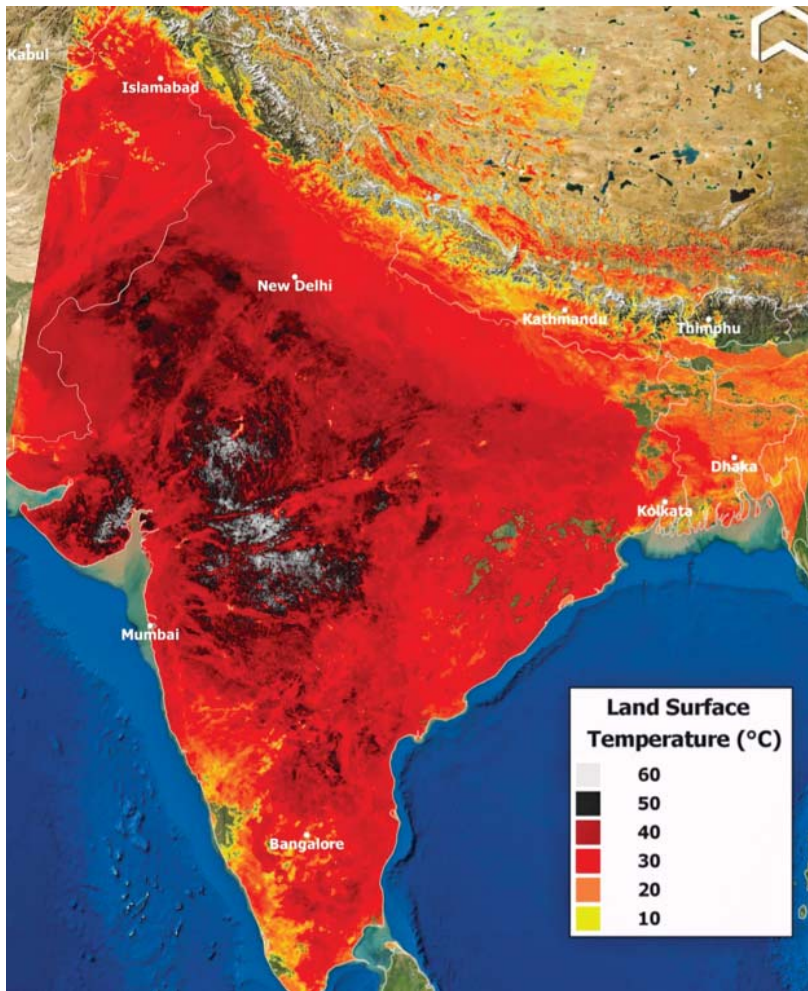 Kabul
Islamabad
New Delhi
Kathmandu
Thimphu
Dhaka
Kolkata
Mumbai
Bangalore
Land Surface
Temperature (°C)
60
50
40
30
20
10